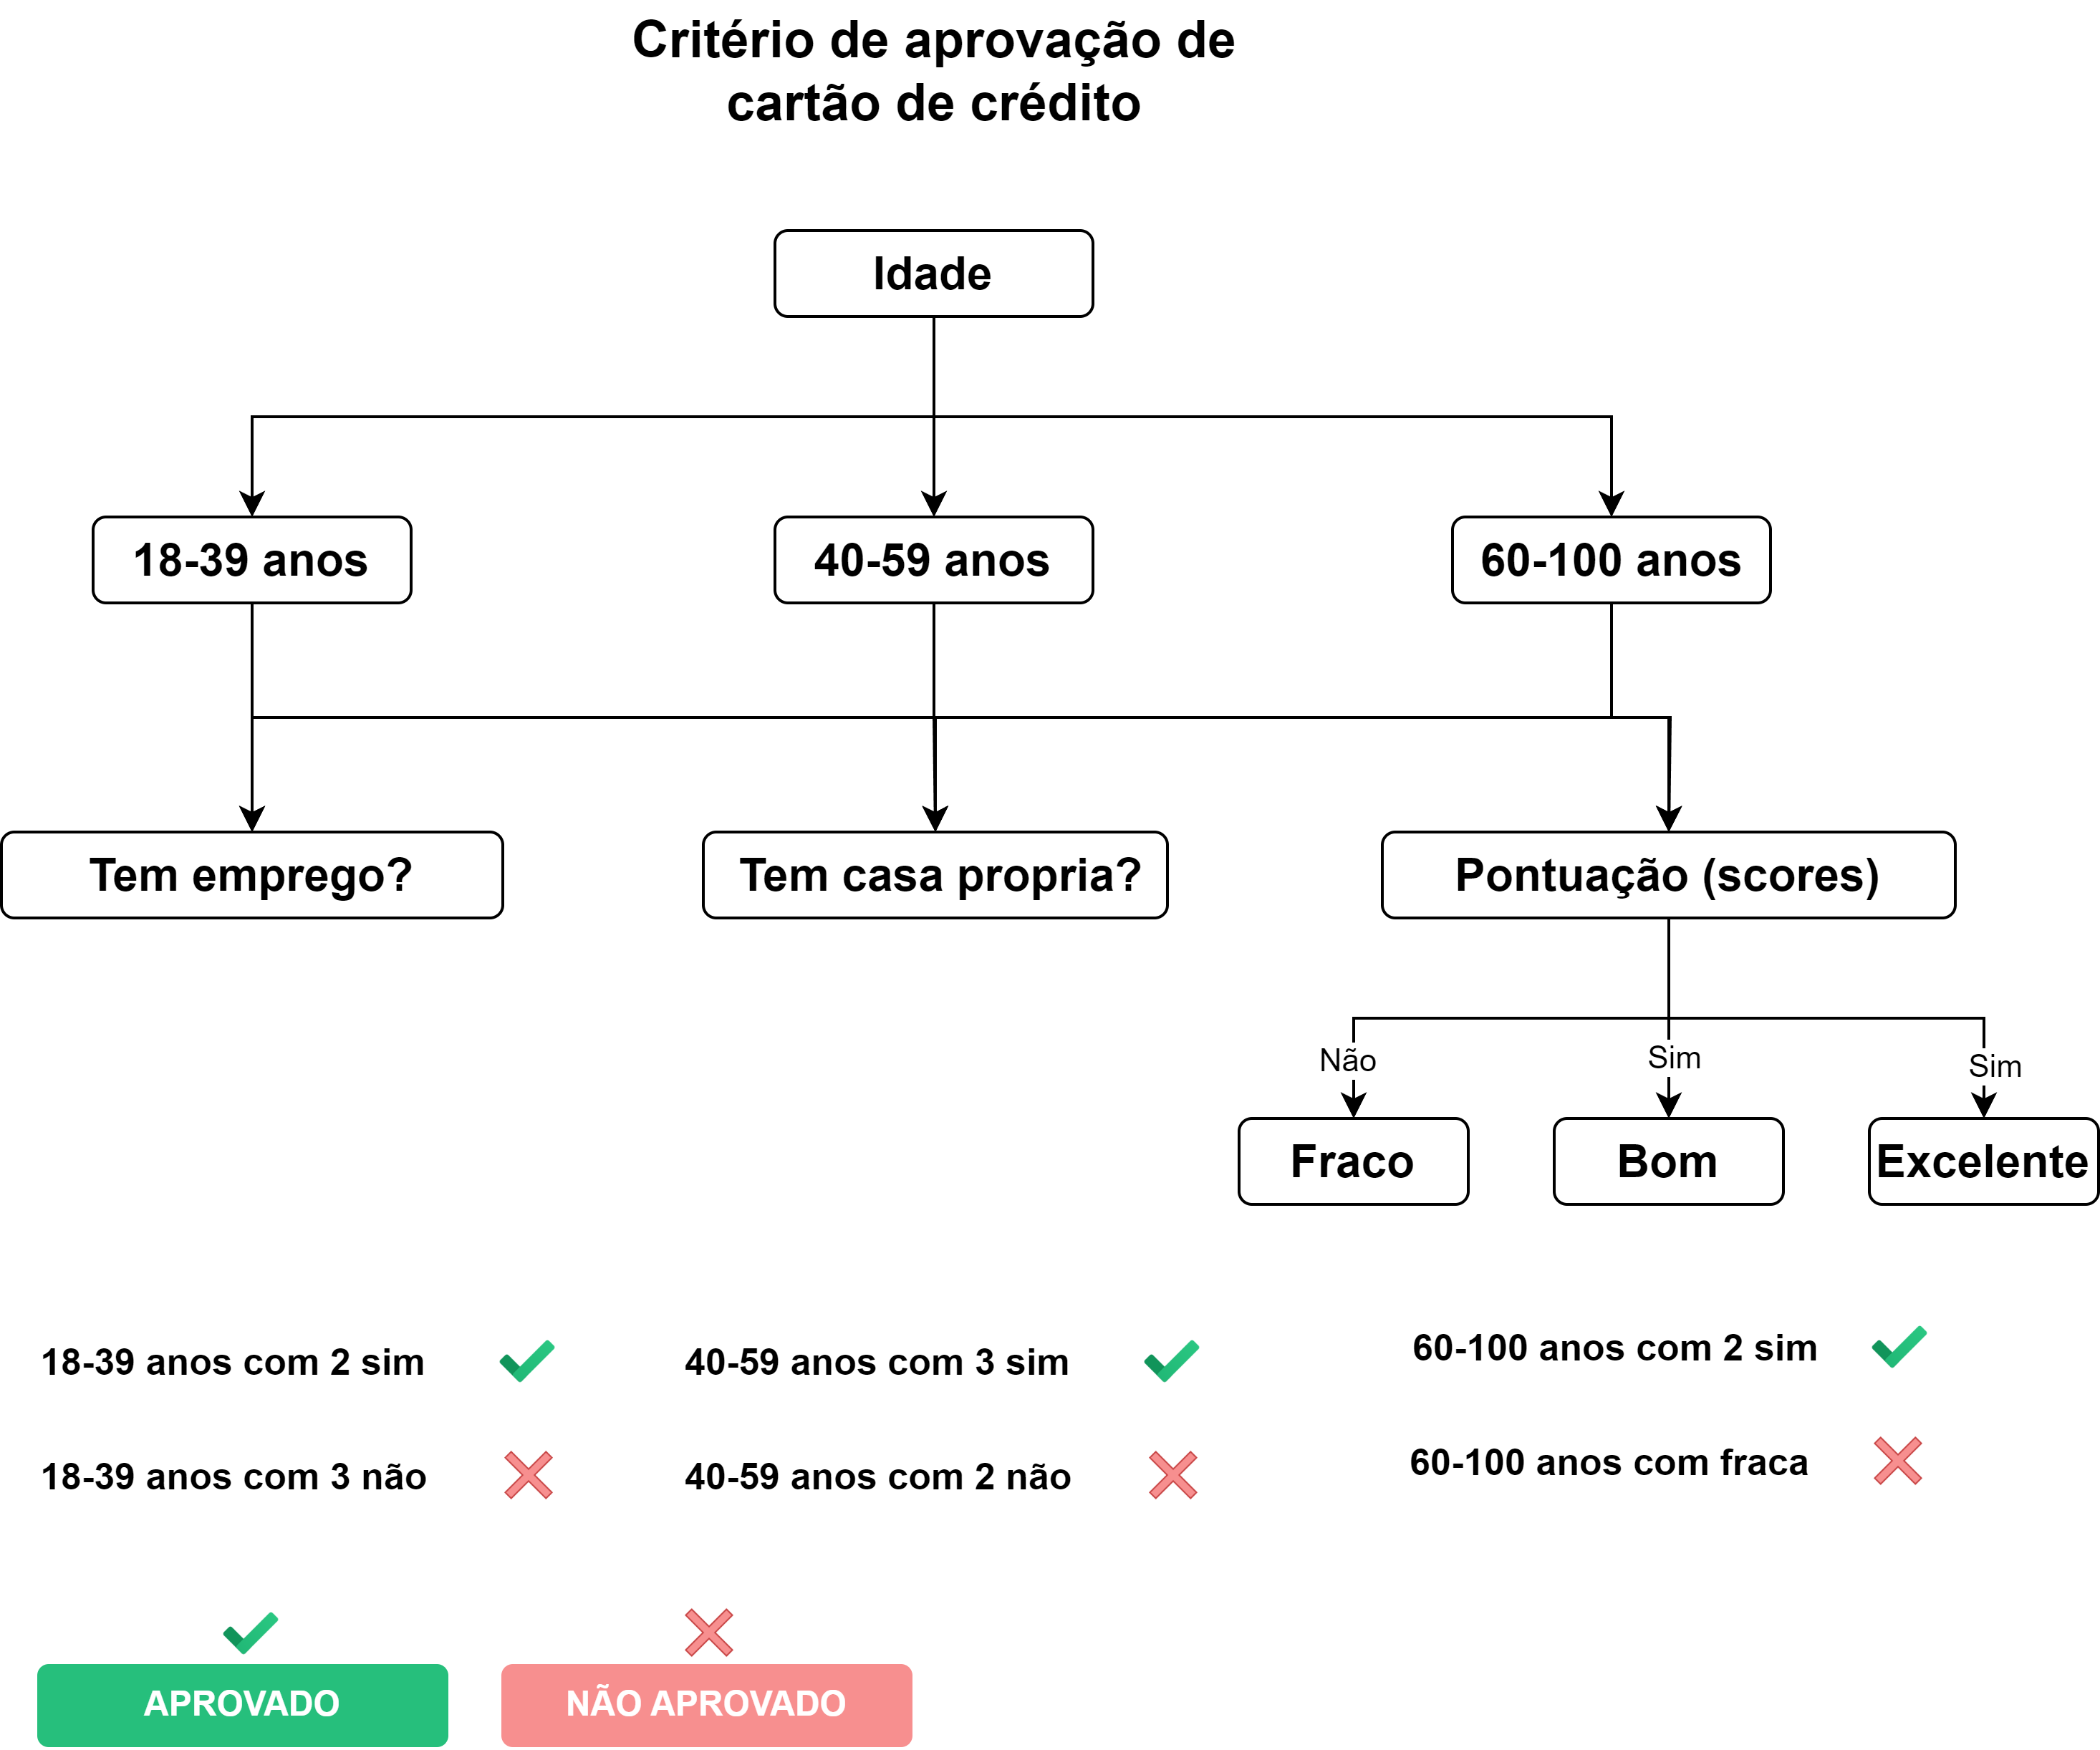 Critério de aprovação de
cartão de crédito
Idade
18-39 anos
40-59 anos
60-100 anos
Tem emprego?
Tem casa propria?
Pontuação (scores)
Não
Sim
Sim
Fraco
Bom
Excelente
18-39 anos com 2 sim
40-59 anos com 3 sim
60-100 anos com 2 sim
18-39 anos com 3 não
40-59 anos com 2 não
60-100 anos com fraca
APROVADO
NÃO APROVADO